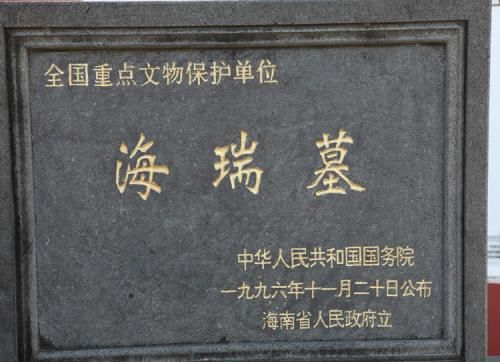 全国重点文物保护单位
海瑞墓
中华人民共和国国务院
一九九六年十一月二十日公布
海南省人民政府立